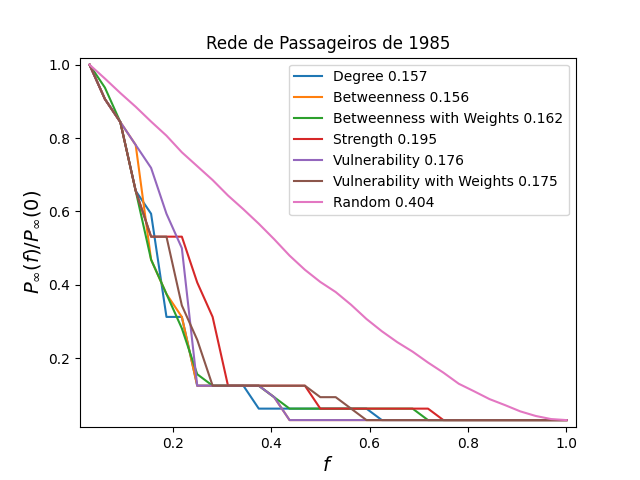 Rede de Passageiros de 1985
1.0
0.8
0.6
0.4
0.2
P∞(f)/P∞(0)
Degree 0.157
Betweenness 0.156
Betweenness with Weights 0.162
Strength 0.195
Vulnerability 0.176
Vulnerability with Weights 0.175
Random 0.404
0.2 0.4 0.6 0.8 1.0
f